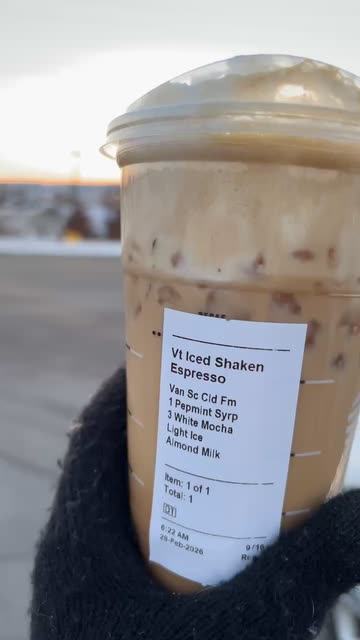 Vt Iced Shaken
Espresso
Van Sc Cld Fm
1 Pepmint Syrp
3 White Mocha
Light Ice
Almond Milk
Item: 1 of 1
Total: 1
D1
6:22 AM
28-Feb-2026